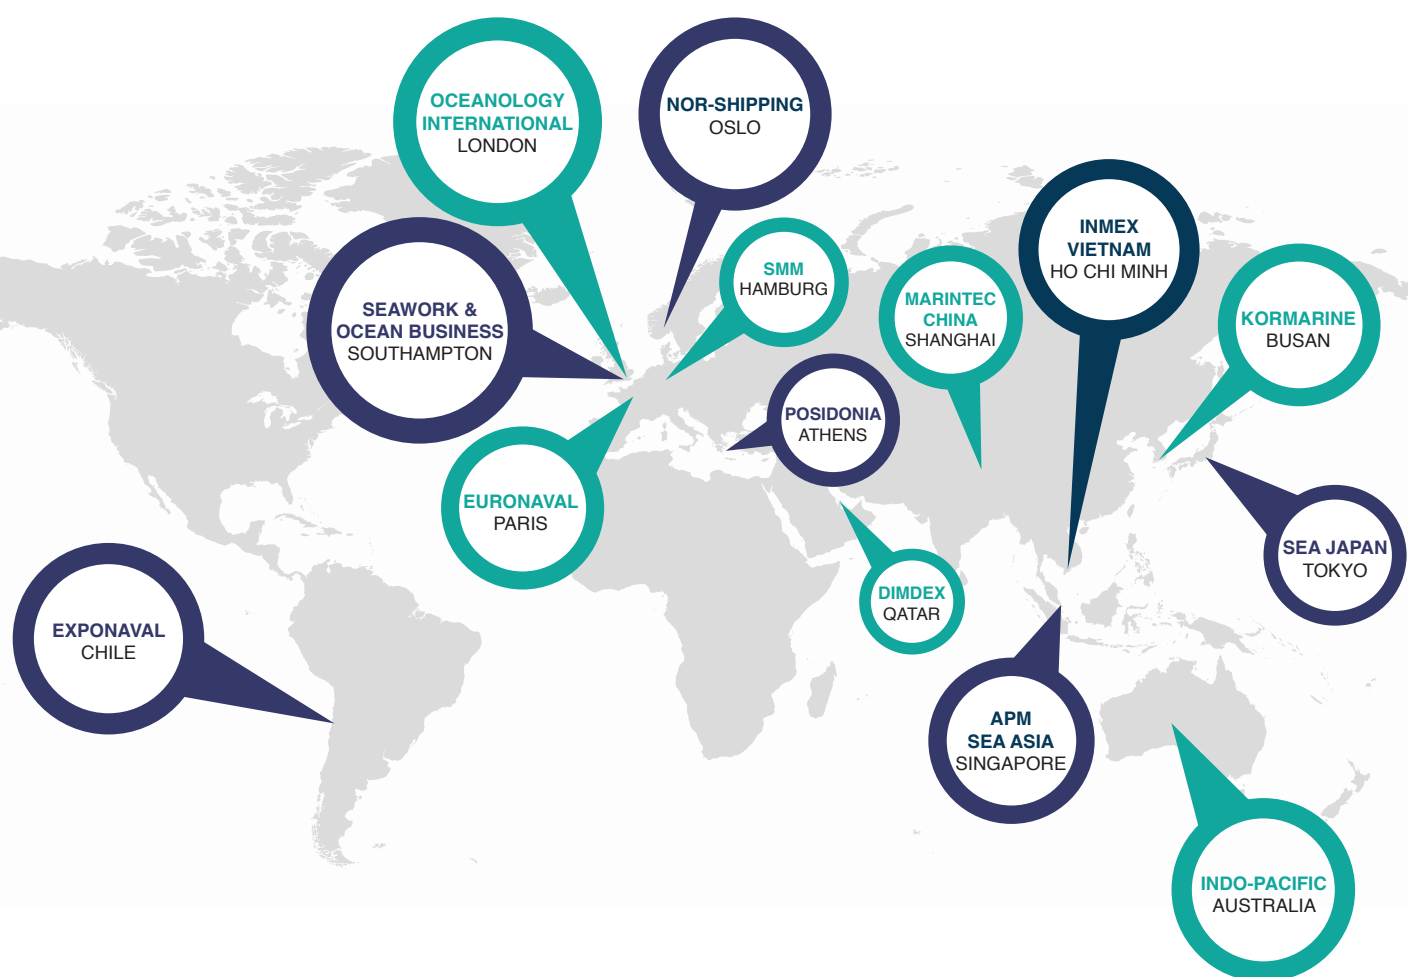 OCEANOLOGY
INTERNATIONAL
LONDON
NOR-SHIPPING
OSLO
SEAWORK &
OCEAN BUSINESS
SOUTHAMPTON
SMM
HAMBURG
MARINTEC
CHINA
SHANGHAI
INMEX
VIETNAM
HO CHI MINH
KORMARINE
BUSAN
POSIDONIA
ATHENS
EURONAVAL
PARIS
SEA JAPAN
TOKYO
DIMDEX
QATAR
EXPONAVAL
CHILE
APM
SEA ASIA
SINGAPORE
INDO-PACIFIC
AUSTRALIA